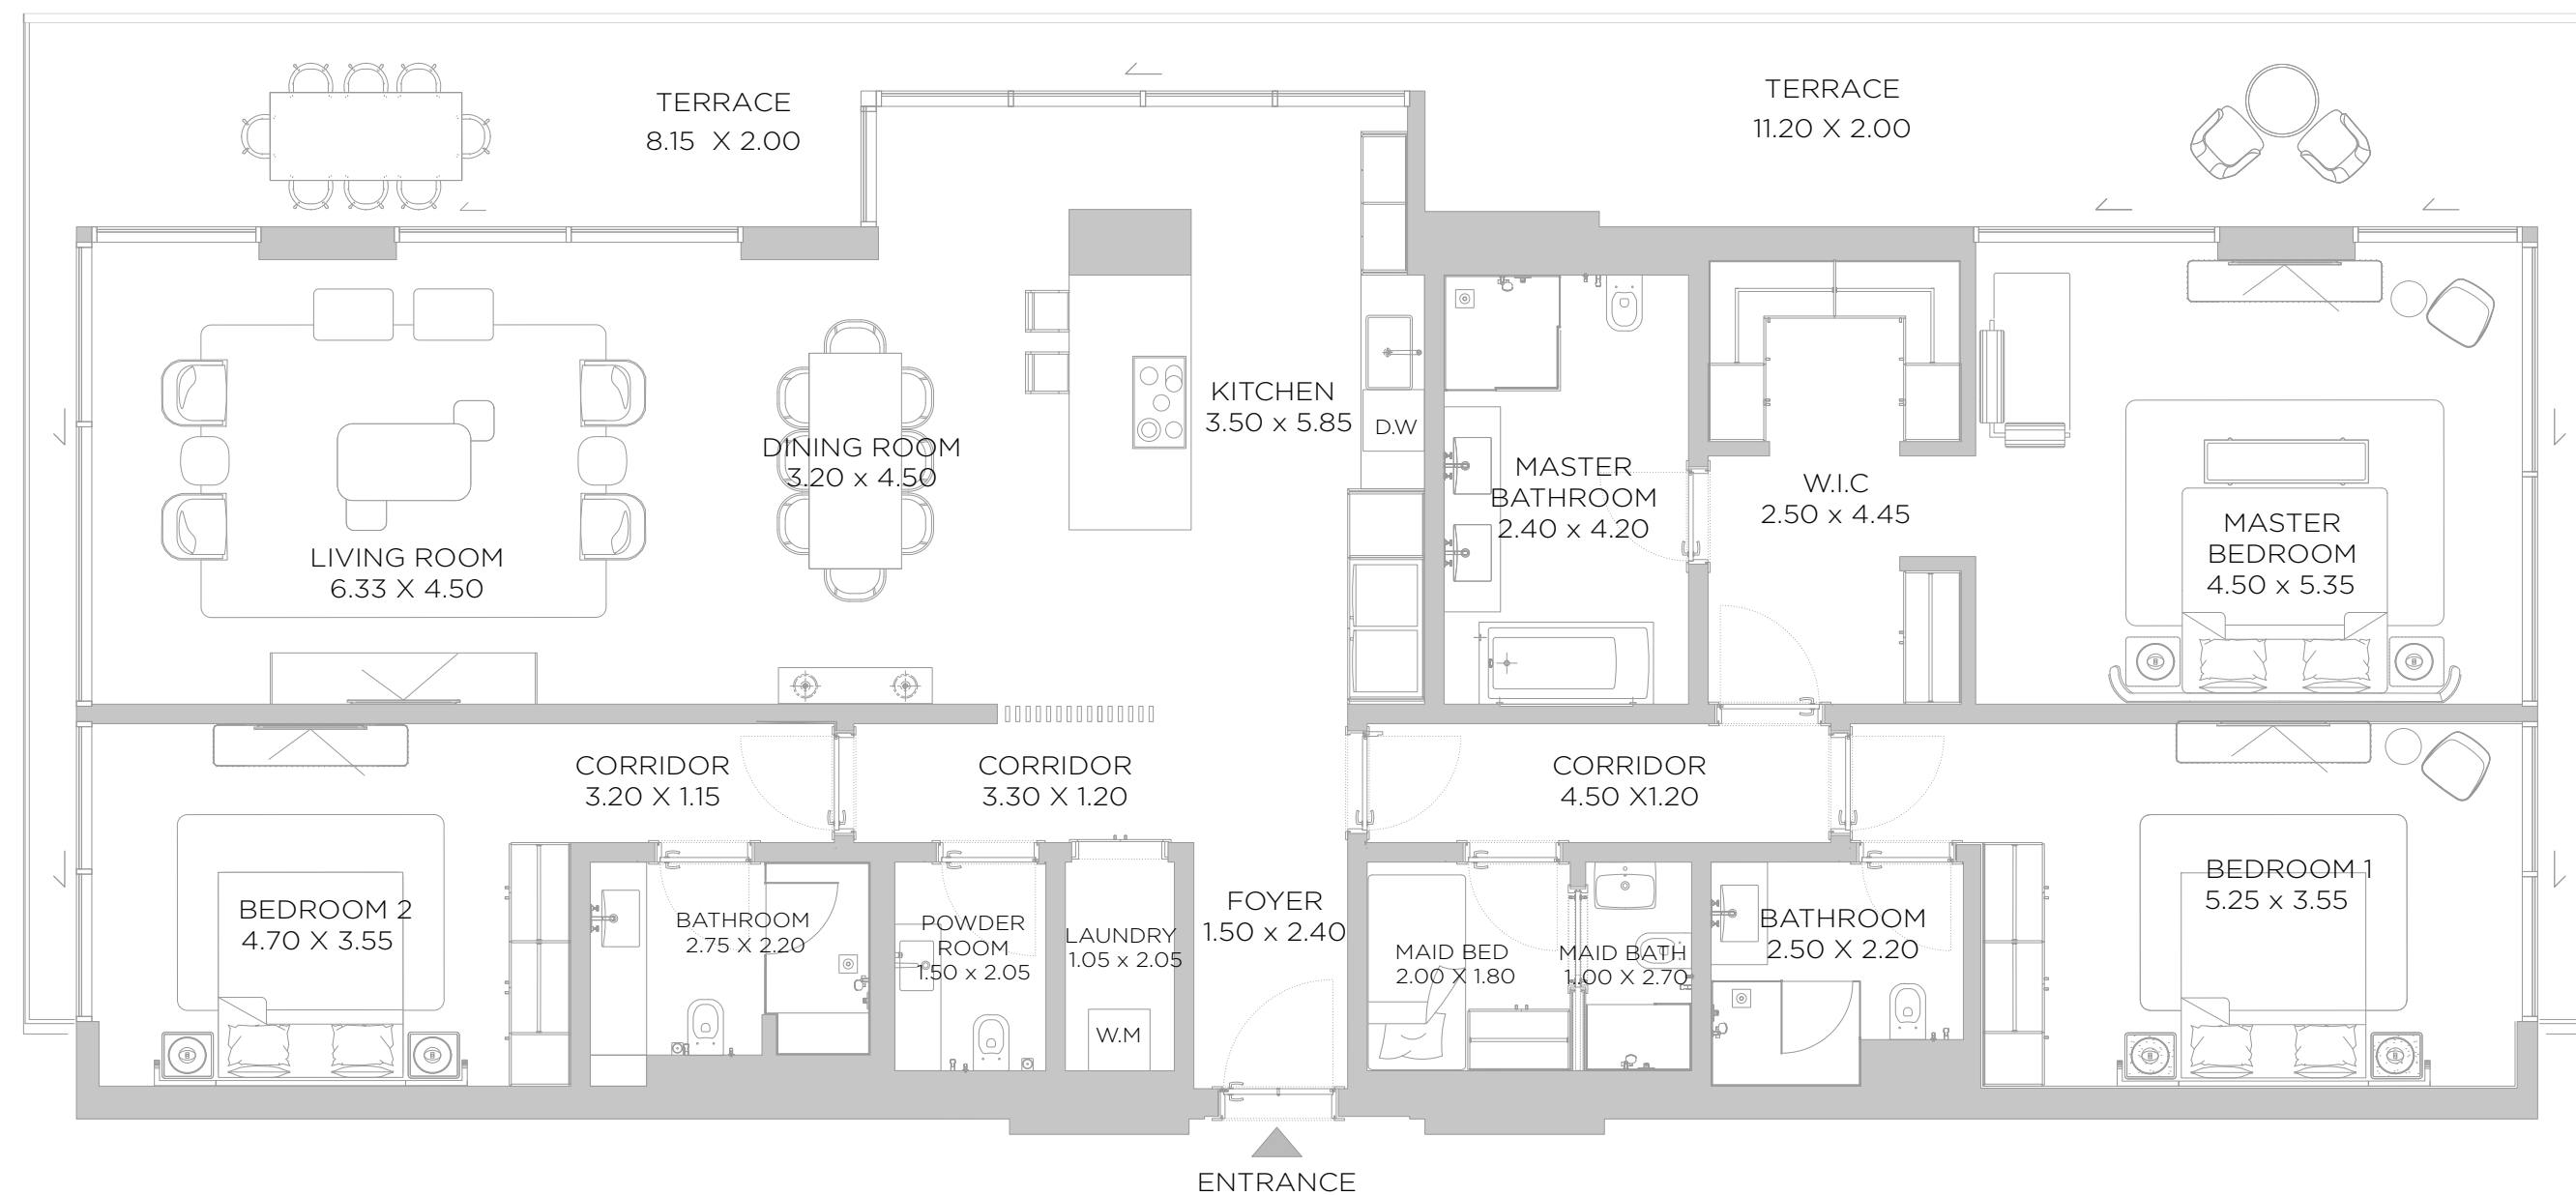 TERRACE
8.15 X 2.00
TERRACE
11.20 X 2.00
KITCHEN
3.50 x 5.85
D.W
DINING ROOM
3.20 x 4.50
LIVING ROOM
6.33 X 4.50
MASTER
BATHROOM
2.40 x 4.20
W.I.C
2.50 x 4.45
MASTER
BEDROOM
4.50 x 5.35
CORRIDOR
3.20 X 1.15
CORRIDOR
3.30 X 1.20
CORRIDOR
4.50 X1.20
BEDROOM 2
4.70 X 3.55
BATHROOM
2.75 X 2.20
POWDER
ROOM
1.50 x 2.05
LAUNDRY
1.05 x 2.05
W.M
FOYER
1.50 x 2.40
MAID BED
2.00 X 1.80
MAID BATH
1.00 X 2.70
BATHROOM
2.50 X 2.20
BEDROOM 1
5.25 x 3.55
ENTRANCE